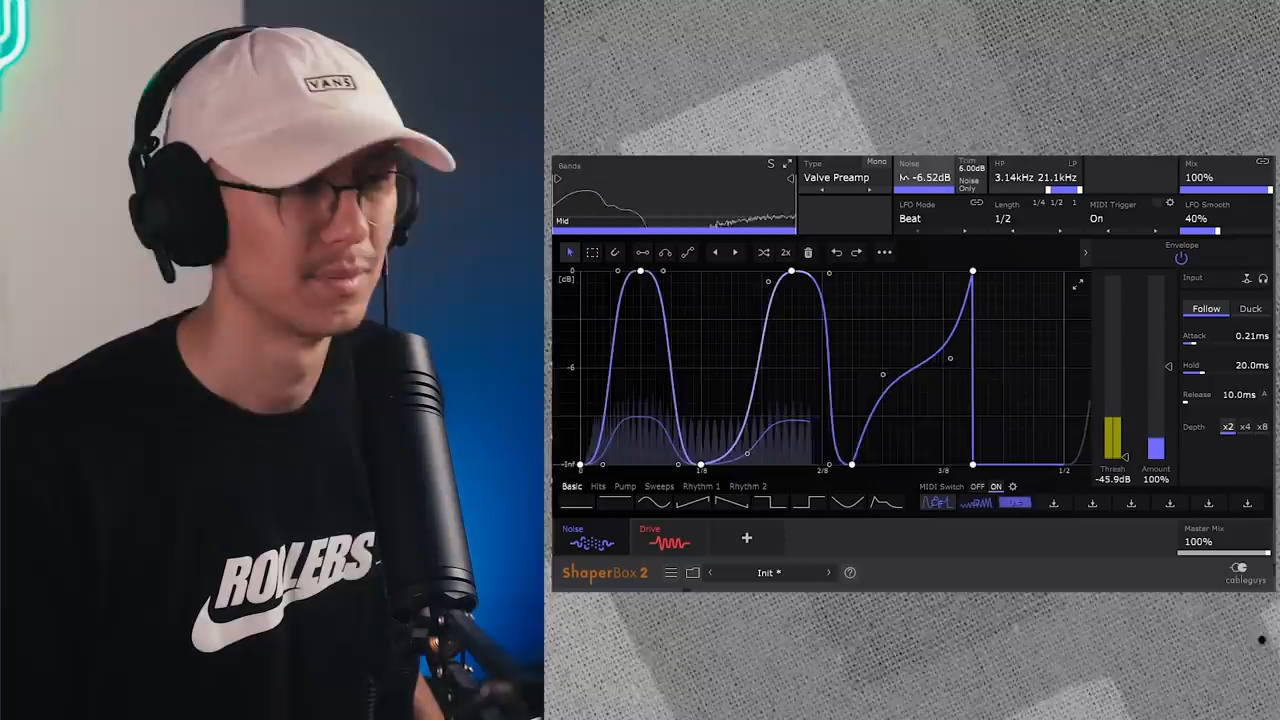 VANS
ROLLERS
Bands
S
Mid
Type
Mono
Valve Preamp
Noise
-6.52dB
Trim
6.00dB
Noise
Only
HP
LP
3.14kHz 21.1kHz
Mix
100%
LFO Mode
Beat
Length
1/4 1/2 1
1/2
MIDI Trigger
On
LFO Smooth
40%
2x
Envelope
0
[dB]
-6
-Inf
0
1/8
2/8
3/8
1/2
Input
Follow
Duck
Attack
0.21ms
Hold
20.0ms
Release
10.0ms
A
Depth
x2 x4 x8
Thresh
-45.9dB
Amount
100%
Basic
Hits
Pump
Sweeps
Rhythm 1
Rhythm 2
MIDI Switch
OFF
ON
Noise
Drive
+
Master Mix
100%
ShaperBox 2
Init *
?
cableguys